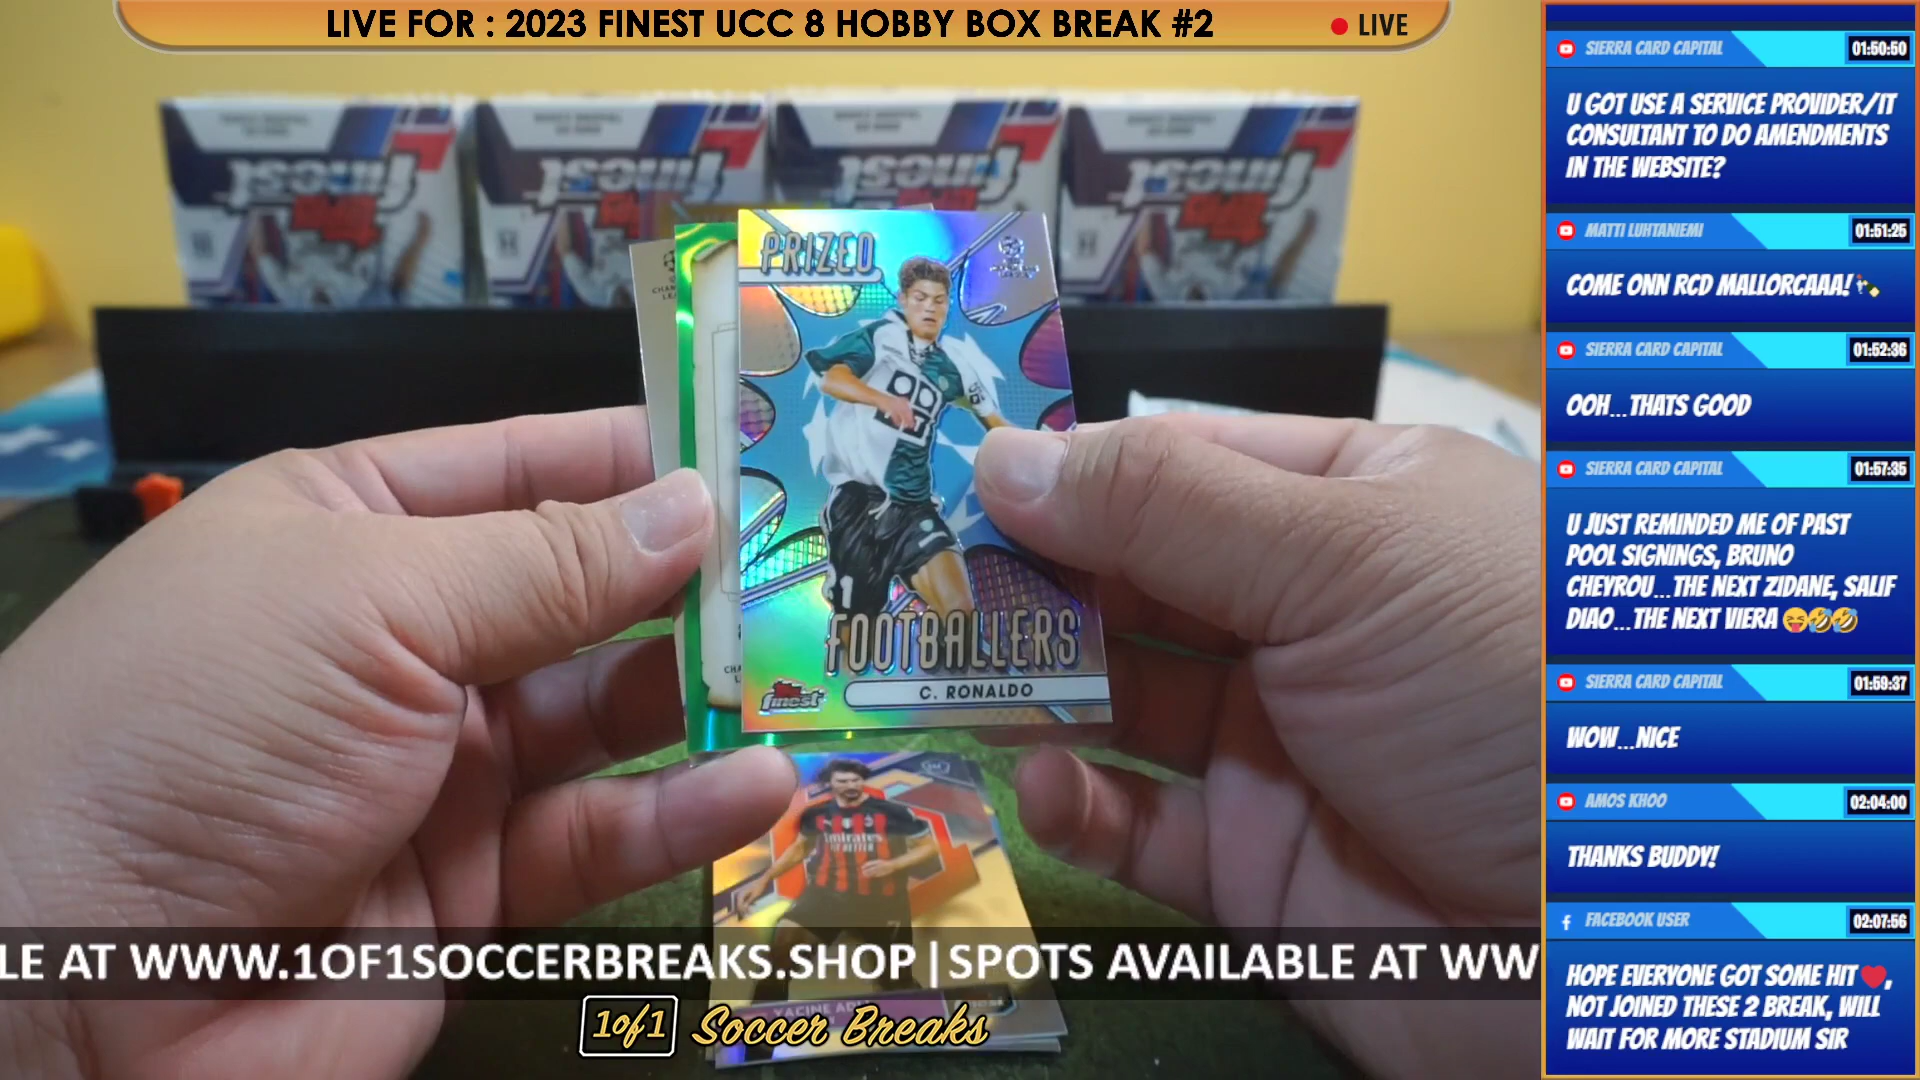 LIVE FOR : 2023 FINEST UCC 8 HOBBY BOX BREAK #2
LIVE
finest
finest
finest
finest
PRIZED
FOOTBALLERS
finest
C. RONALDO
Emirates
YACINE
LE AT WWW.1OF1SOCCERBREAKS.SHOP|SPOTS AVAILABLE AT WW
1of1 Soccer Breaks
SIERRA CARD CAPITAL 01:50:50
U GOT USE A SERVICE PROVIDER/IT
CONSULTANT TO DO AMENDMENTS
IN THE WEBSITE?
MATTI LUHTANIEMI 01:51:25
COME ONN RCD MALLORCAAA!
SIERRA CARD CAPITAL 01:52:36
OOH...THATS GOOD
SIERRA CARD CAPITAL 01:57:35
U JUST REMINDED ME OF PAST
POOL SIGNINGS, BRUNO
CHEYROU...THE NEXT ZIDANE, SALIF
DIAO...THE NEXT VIERA 😝🤣🤣
SIERRA CARD CAPITAL 01:59:37
WOW...NICE
AMOS KHOO 02:04:00
THANKS BUDDY!
FACEBOOK USER 02:07:56
HOPE EVERYONE GOT SOME HIT ❤️,
NOT JOINED THESE 2 BREAK, WILL
WAIT FOR MORE STADIUM SIR